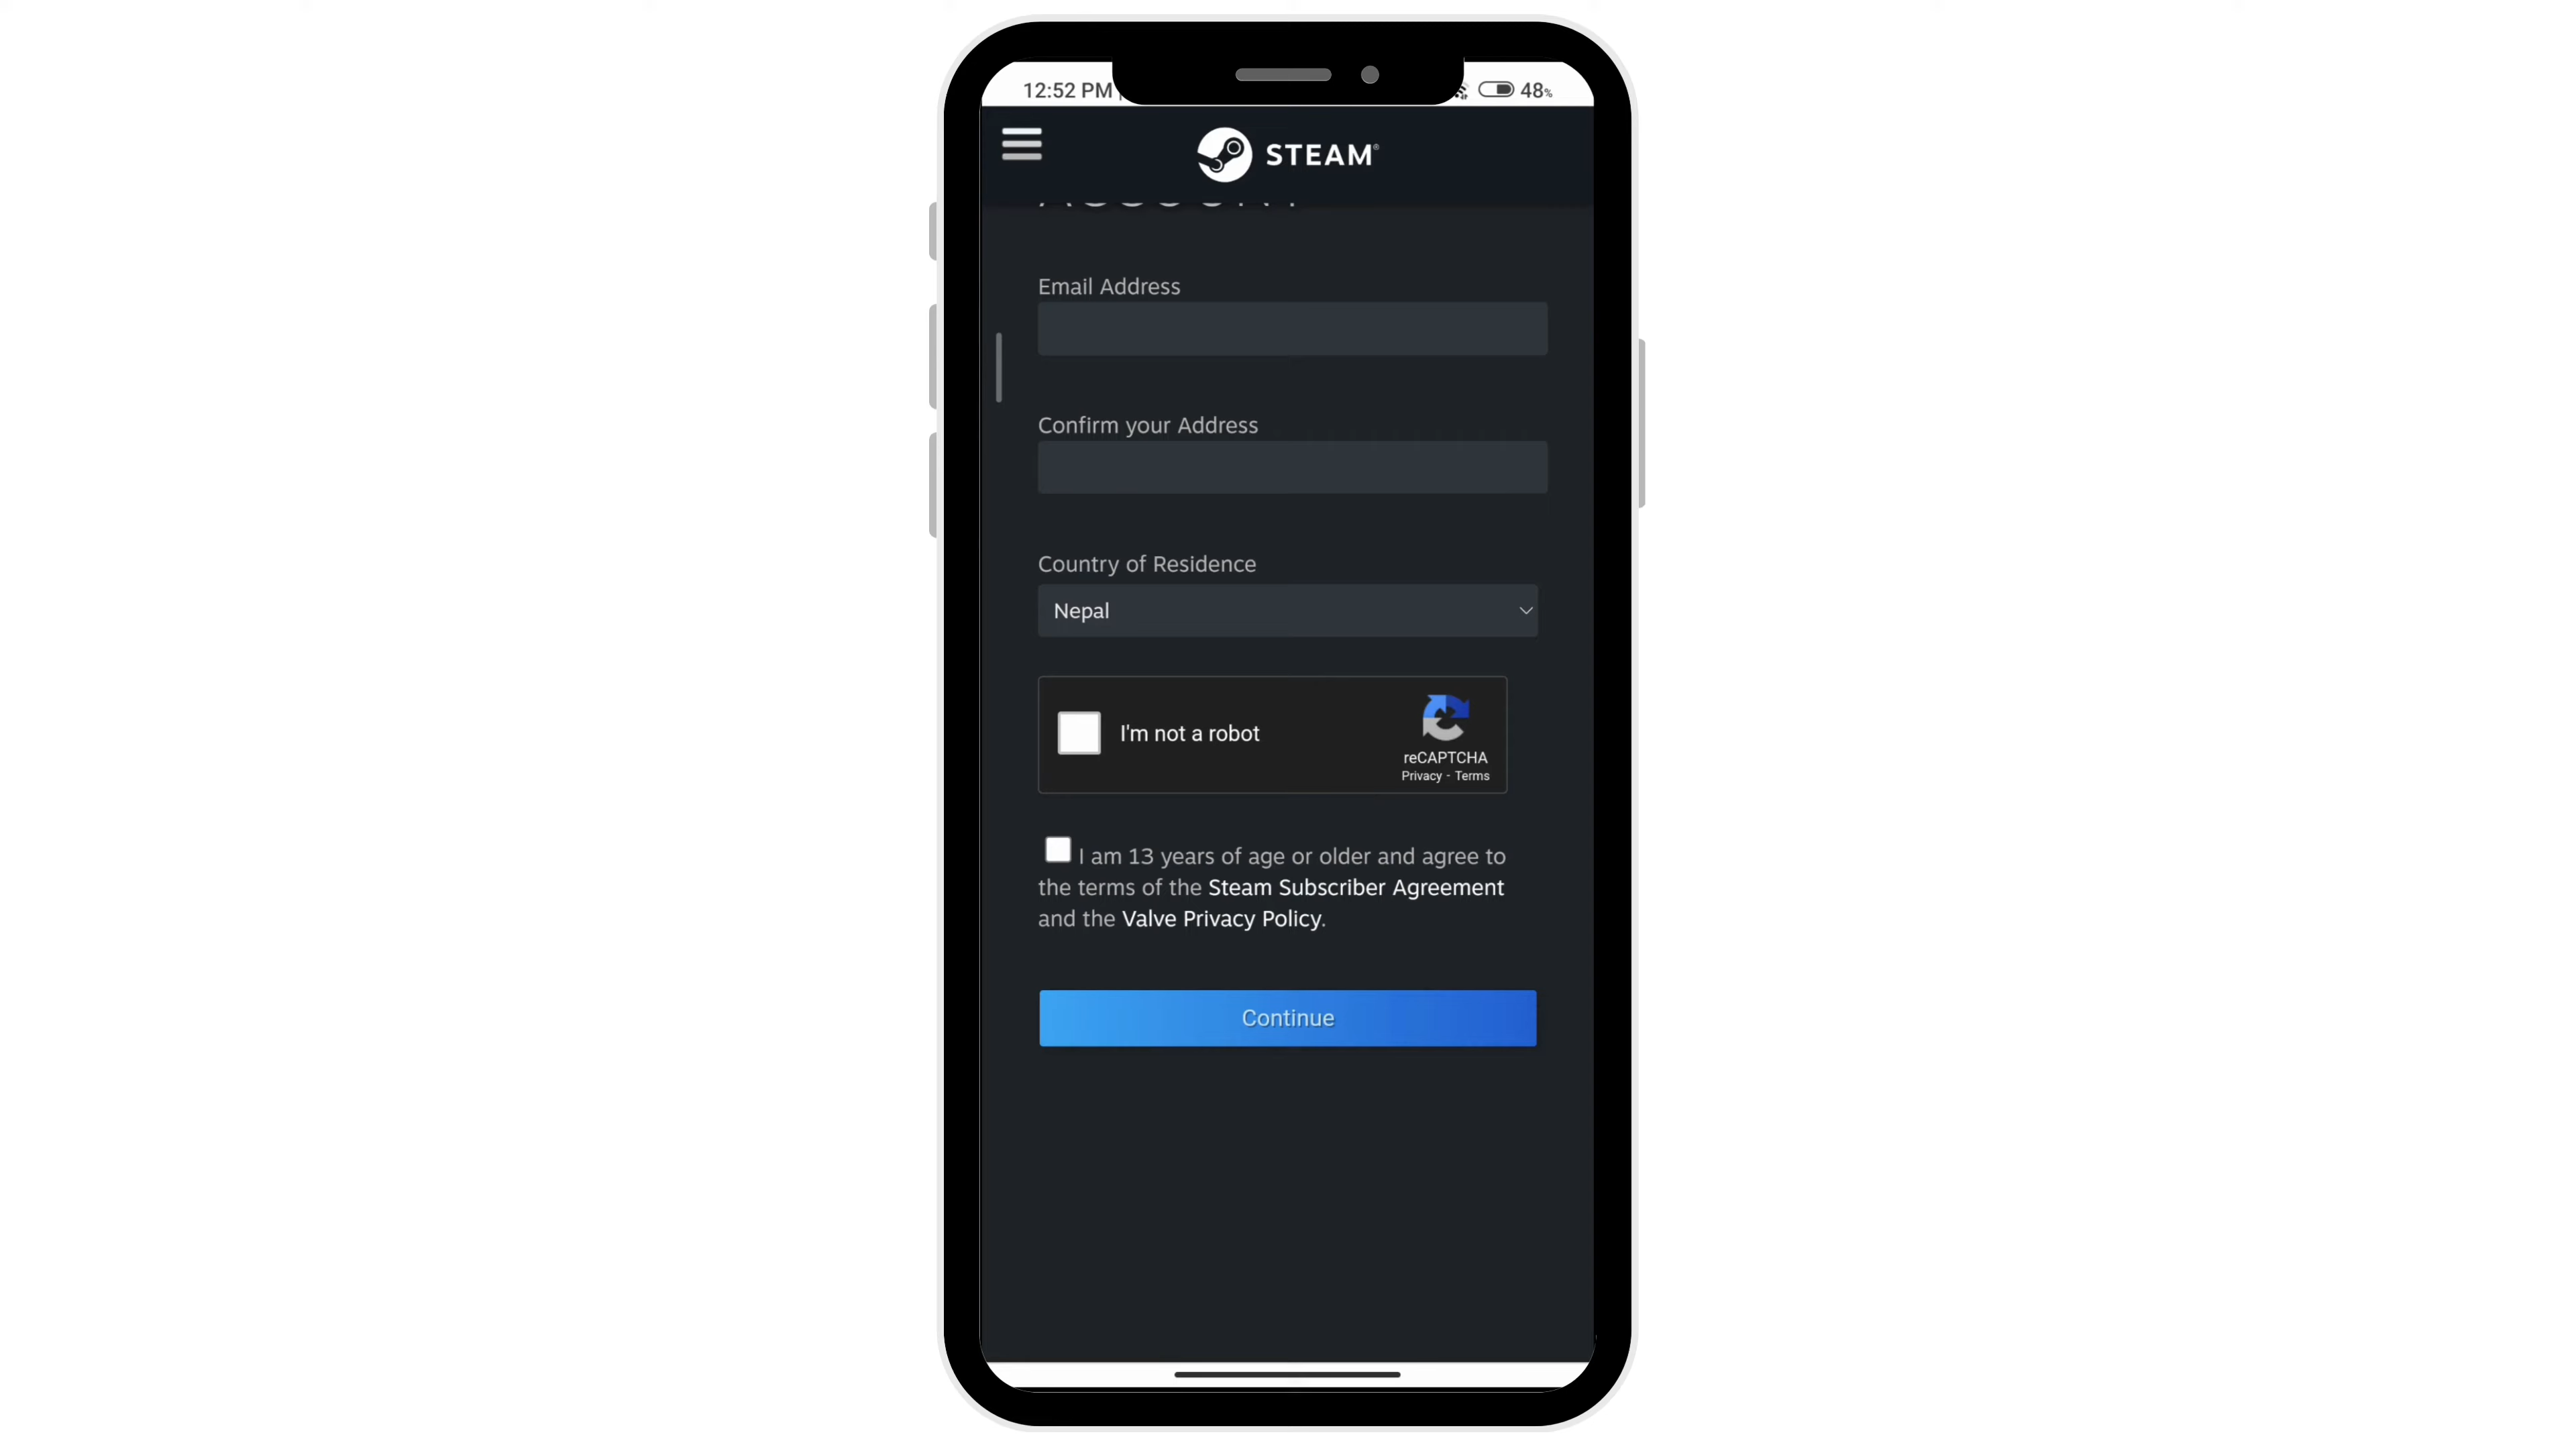 12:52 PM
48%
STEAM®
ACCOUNT
Email Address
Confirm your Address
Country of Residence
Nepal
I'm not a robot
reCAPTCHA
Privacy - Terms
I am 13 years of age or older and agree to
the terms of the Steam Subscriber Agreement
and the Valve Privacy Policy.
Continue